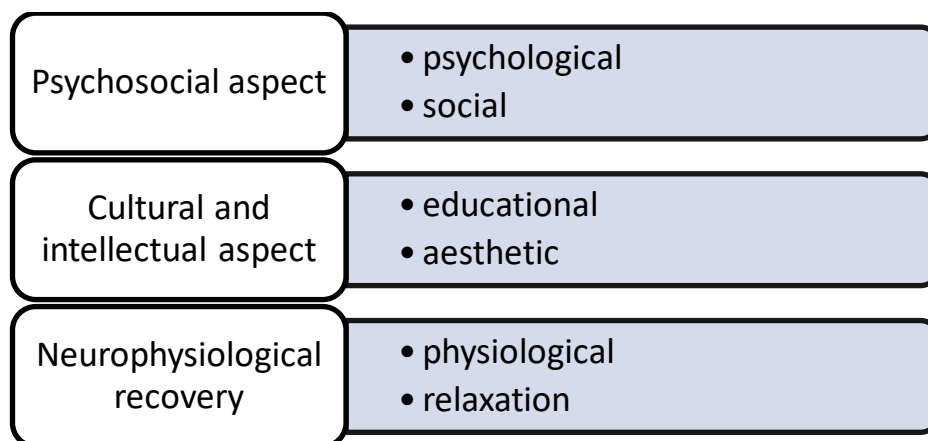 Psychosocial aspect
• psychological
• social
Cultural and
intellectual aspect
• educational
• aesthetic
Neurophysiological
recovery
• physiological
• relaxation